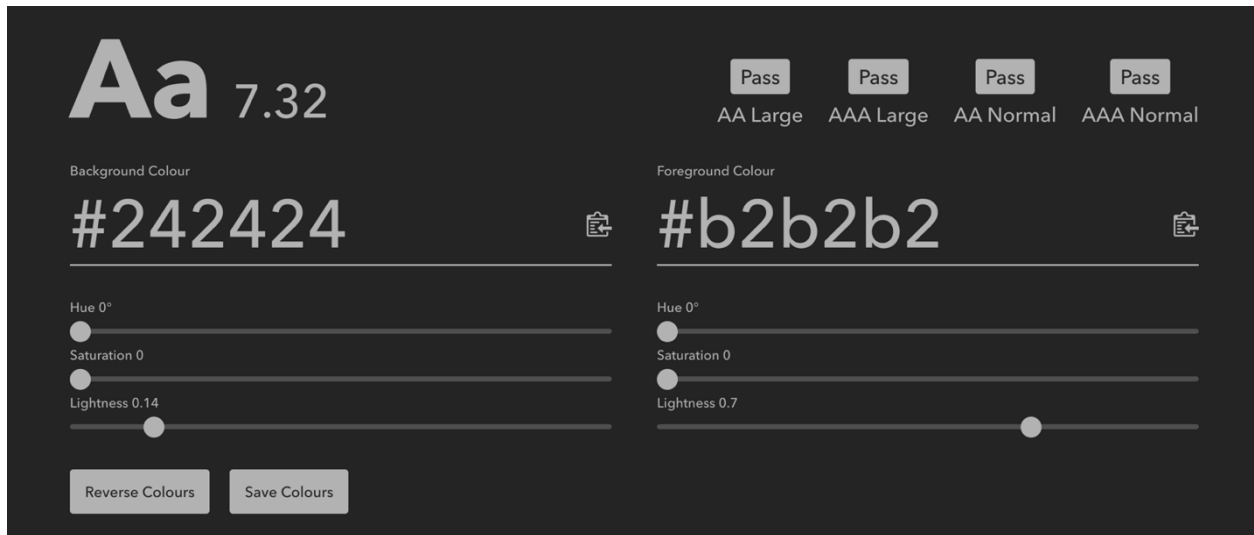 Aa 7.32
Pass Pass Pass Pass
AA Large AAA Large AA Normal AAA Normal
Background Colour
#242424
Foreground Colour
#b2b2b2
Hue 0°
Saturation 0
Lightness 0.14
Hue 0°
Saturation 0
Lightness 0.7
Reverse Colours Save Colours